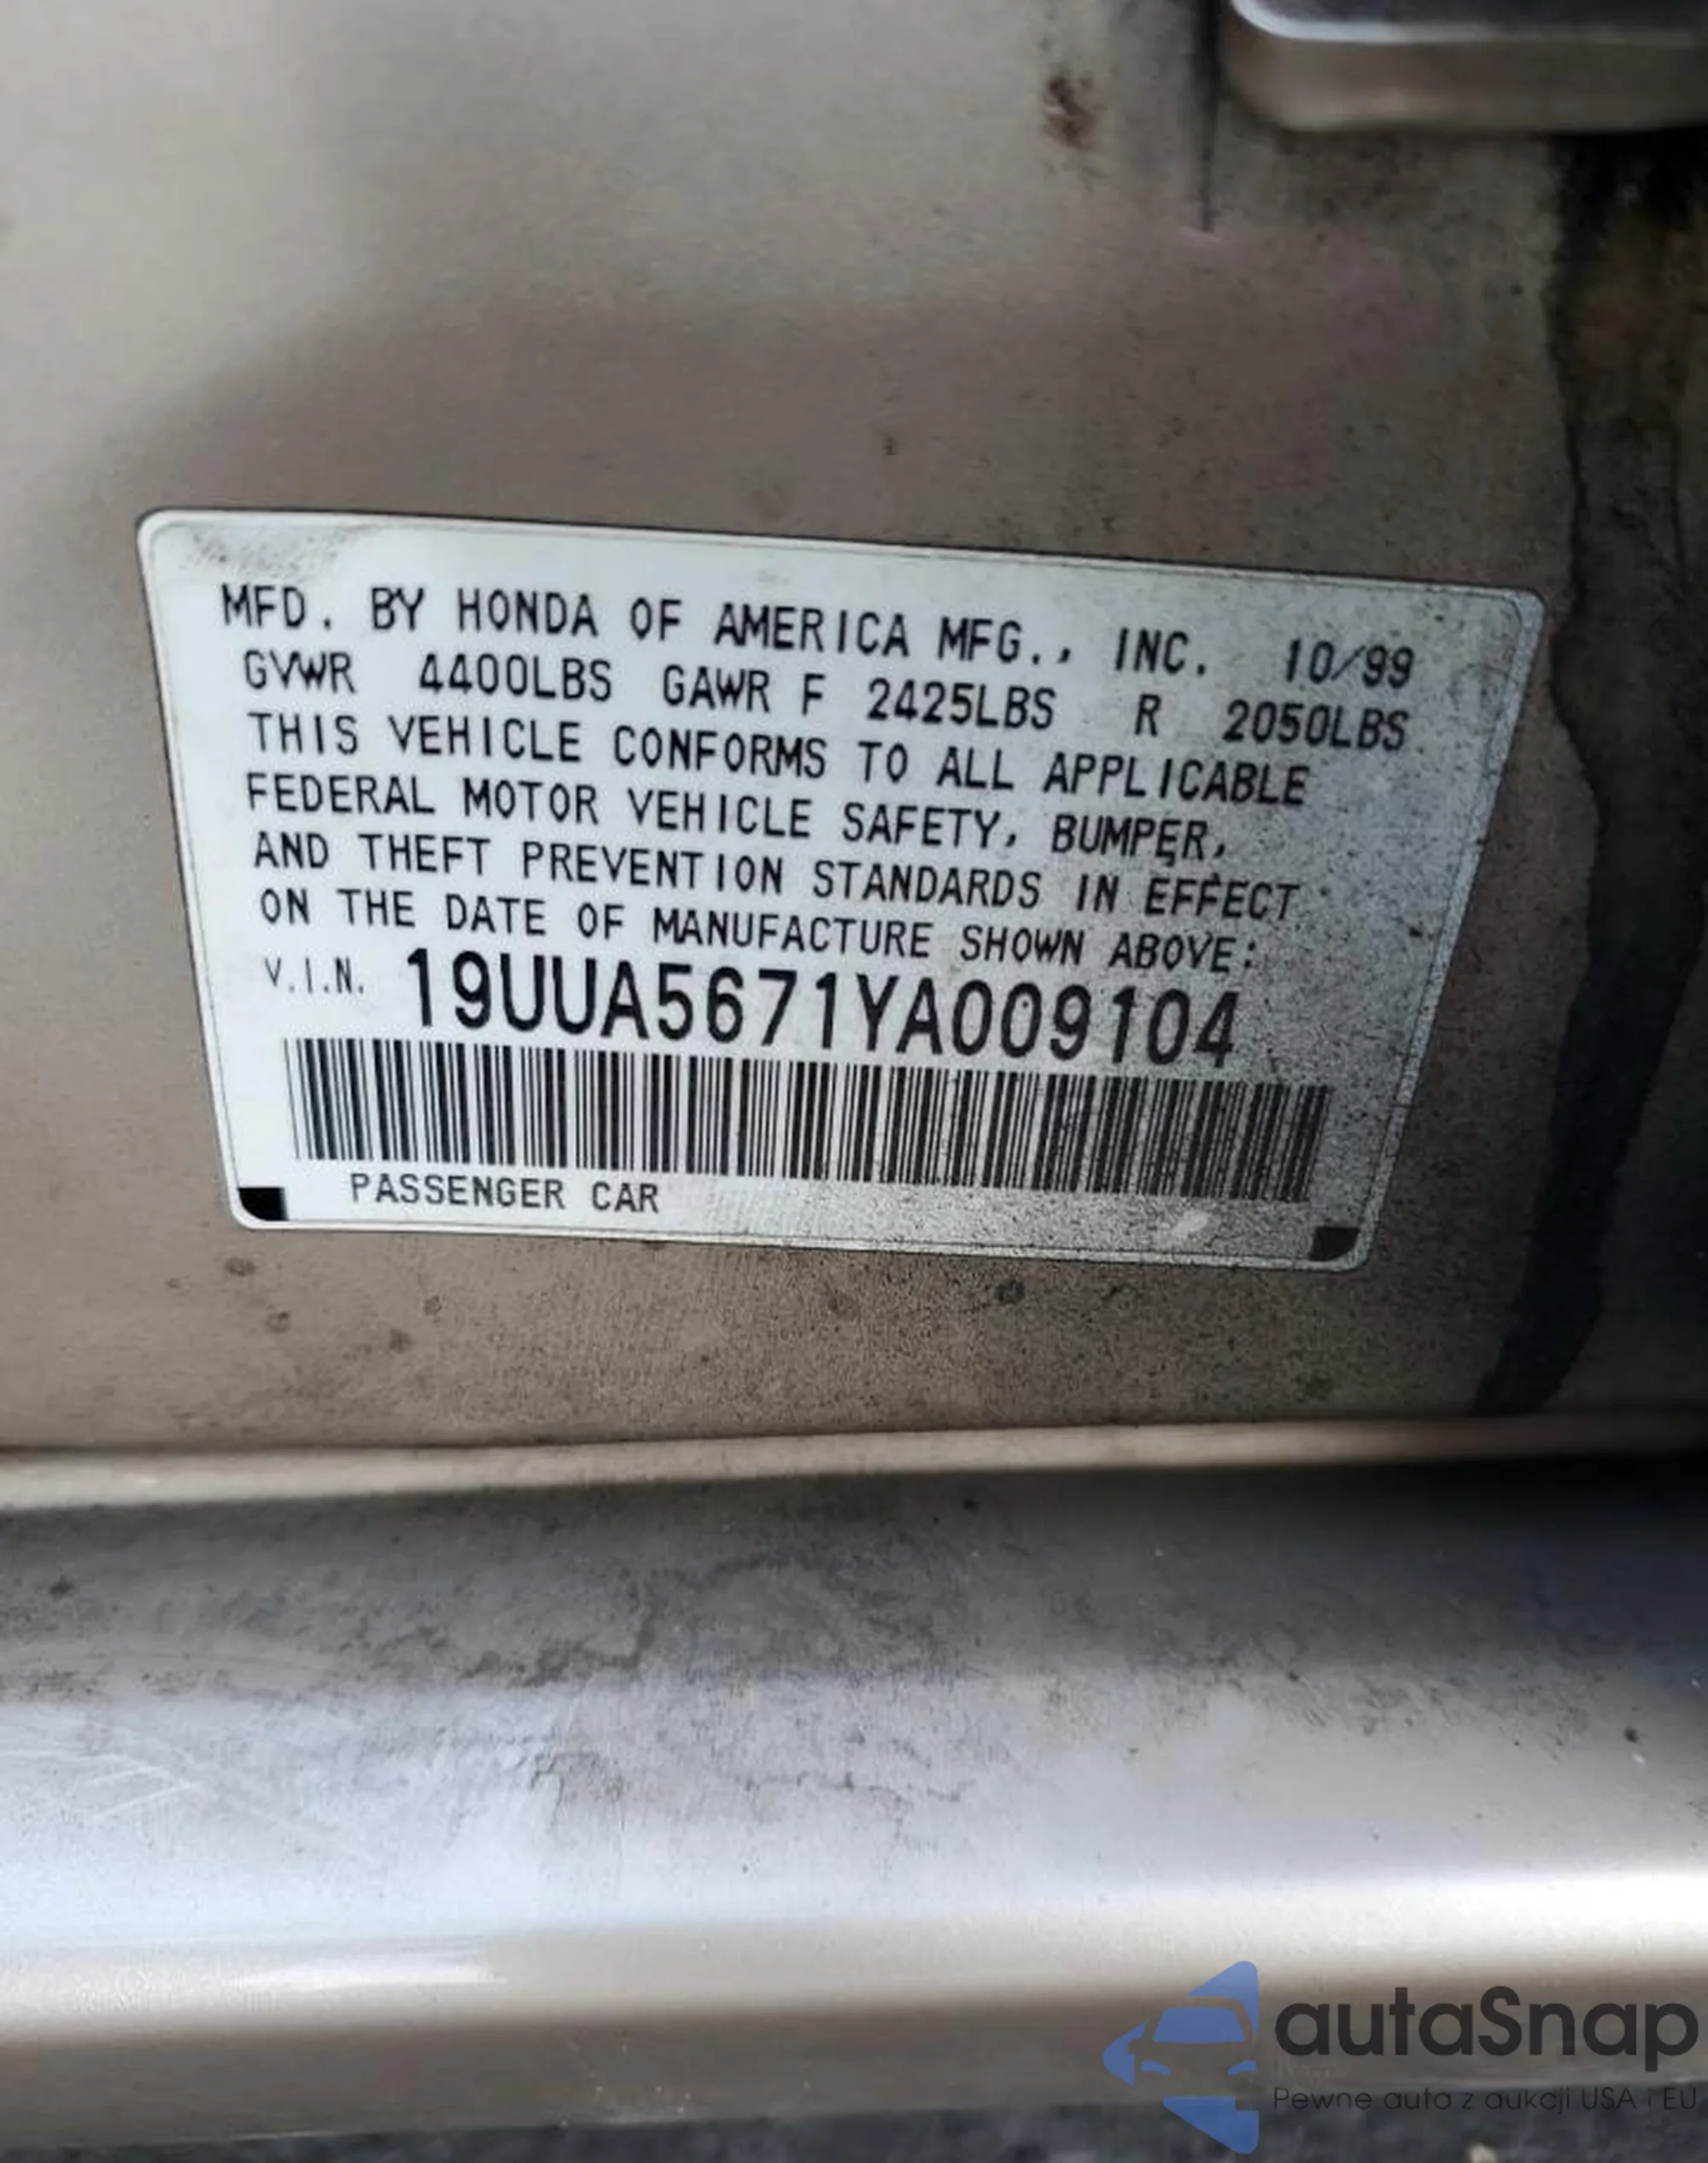 MFD. BY HONDA OF AMERICA MFG., INC. 10/99
GVWR 4400LBS GAWR F 2425LBS R 2050LBS
THIS VEHICLE CONFORMS TO ALL APPLICABLE
FEDERAL MOTOR VEHICLE SAFETY, BUMPER,
AND THEFT PREVENTION STANDARDS IN EFFECT
ON THE DATE OF MANUFACTURE SHOWN ABOVE:
V.I.N. 19UUA5671YA009104
PASSENGER CAR
autaSnap
Pewne auta z aukcji USA i EU